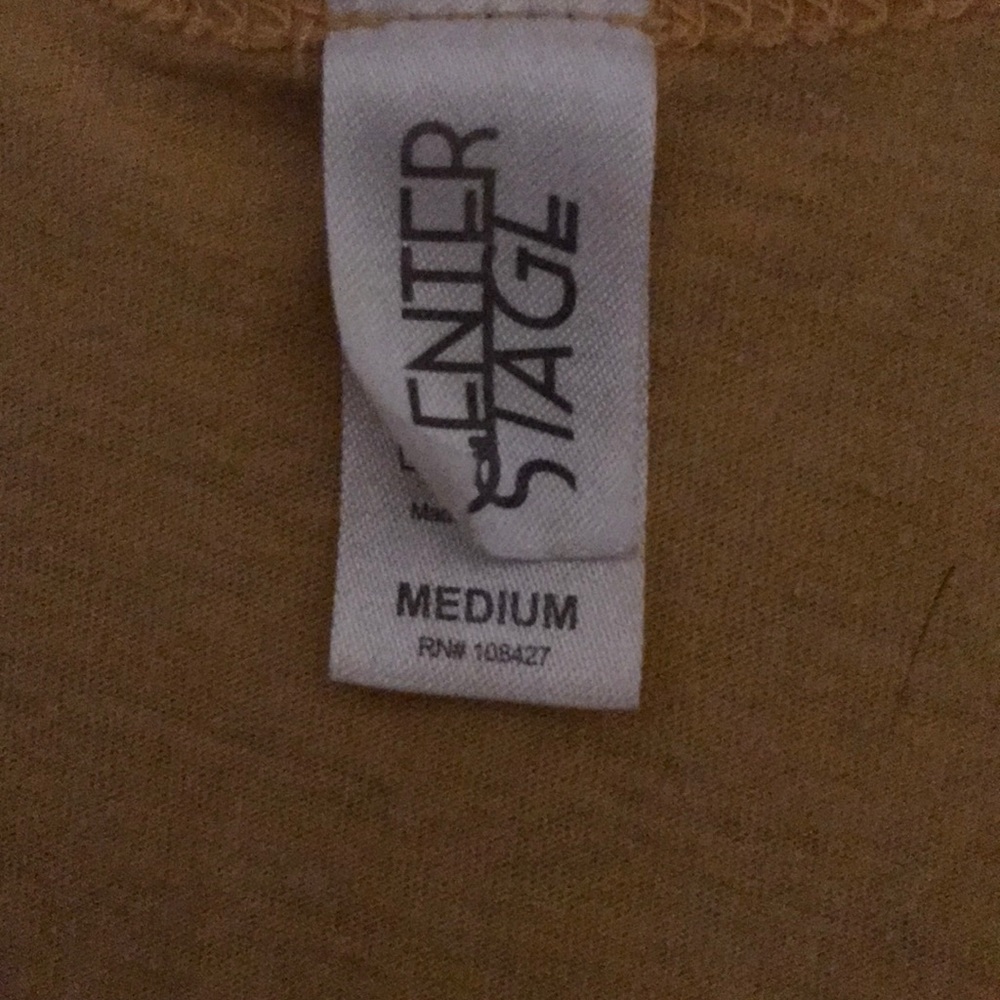 CENTER
STAGE
MEDIUM
RN# 108427